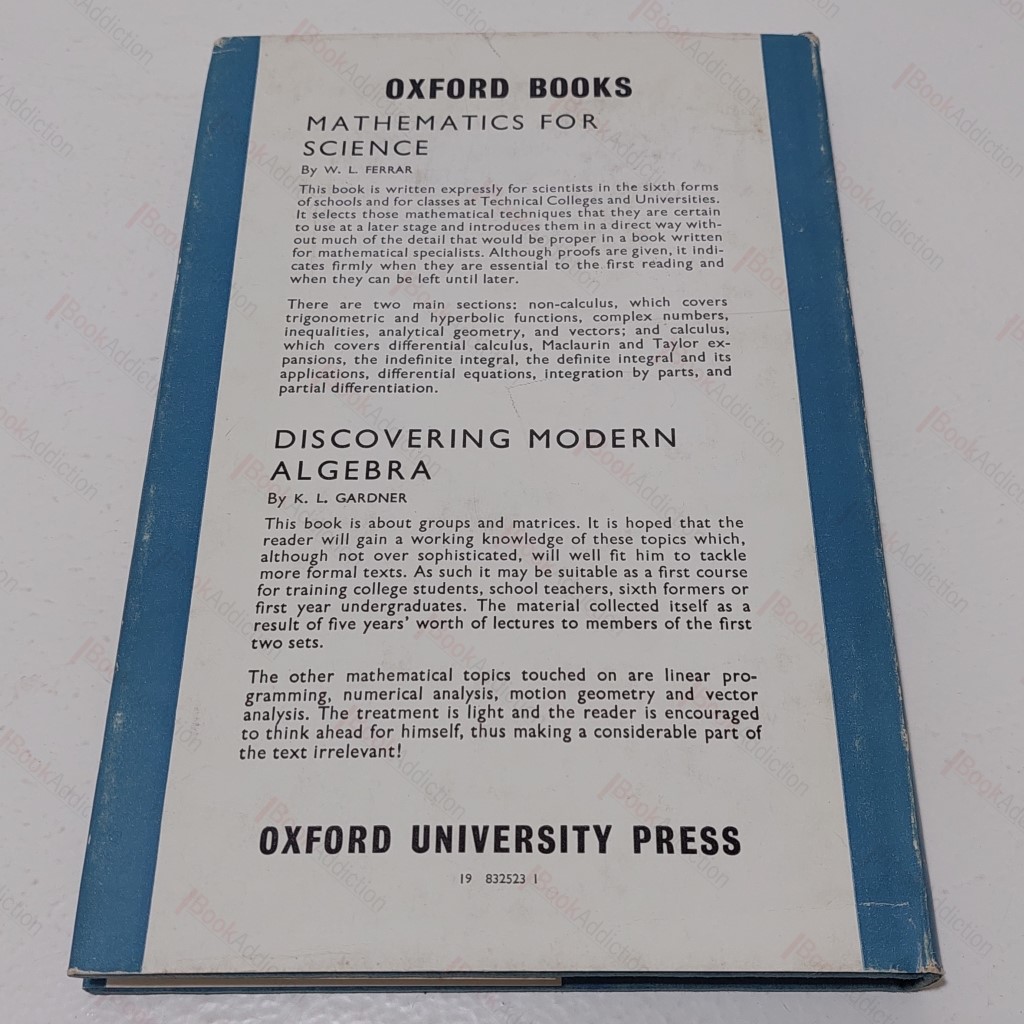 OXFORD BOOKS
MATHEMATICS FOR
SCIENCE
By W. L. FERRAR
This book is written expressly for scientists in the sixth forms
of schools and for classes at Technical Colleges and Universities.
It selects those mathematical techniques that they are certain
to use at a later stage and introduces them in a direct way with-
out much of the detail that would be proper in a book written
for mathematical specialists. Although proofs are given, it indi-
cates firmly when they are essential to the first reading and
when they can be left until later.
There are two main sections: non-calculus, which covers
trigonometric and hyperbolic functions, complex numbers,
inequalities, analytical geometry, and vectors; and calculus,
which covers differential calculus, Maclaurin and Taylor ex-
pansions, the indefinite integral, the definite integral and its
applications, differential equations, integration by parts, and
partial differentiation.
DISCOVERING MODERN
ALGEBRA
By K. L. GARDNER
This book is about groups and matrices. It is hoped that the
reader will gain a working knowledge of these topics which,
although not over sophisticated, will well fit him to tackle
more formal texts. As such it may be suitable as a first course
for training college students, school teachers, sixth formers or
first year undergraduates. The material collected itself as a
result of five years' worth of lectures to members of the first
two sets.
The other mathematical topics touched on are linear pro-
gramming, numerical analysis, motion geometry and vector
analysis. The treatment is light and the reader is encouraged
to think ahead for himself, thus making a considerable part of
the text irrelevant!
OXFORD UNIVERSITY PRESS
19 832523 1
BookAddiction